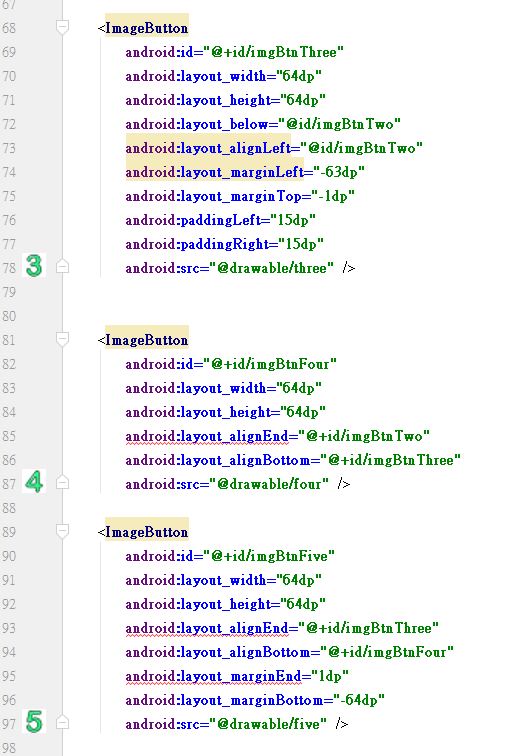 67
68 <ImageButton
69 android:id="@+id/imgBtnThree"
70 android:layout_width="64dp"
71 android:layout_height="64dp"
72 android:layout_below="@id/imgBtnTwo"
73 android:layout_alignLeft="@id/imgBtnTwo"
74 android:layout_marginLeft="-63dp"
75 android:layout_marginTop="-1dp"
76 android:paddingLeft="15dp"
77 android:paddingRight="15dp"
78 3 android:src="@drawable/three" />
79
80
81 <ImageButton
82 android:id="@+id/imgBtnFour"
83 android:layout_width="64dp"
84 android:layout_height="64dp"
85 android:layout_alignEnd="@+id/imgBtnTwo"
86 android:layout_alignBottom="@+id/imgBtnThree"
87 4 android:src="@drawable/four" />
88
89 <ImageButton
90 android:id="@+id/imgBtnFive"
91 android:layout_width="64dp"
92 android:layout_height="64dp"
93 android:layout_alignEnd="@+id/imgBtnThree"
94 android:layout_alignBottom="@+id/imgBtnFour"
95 android:layout_marginEnd="1dp"
96 android:layout_marginBottom="-64dp"
97 5 android:src="@drawable/five" />
98